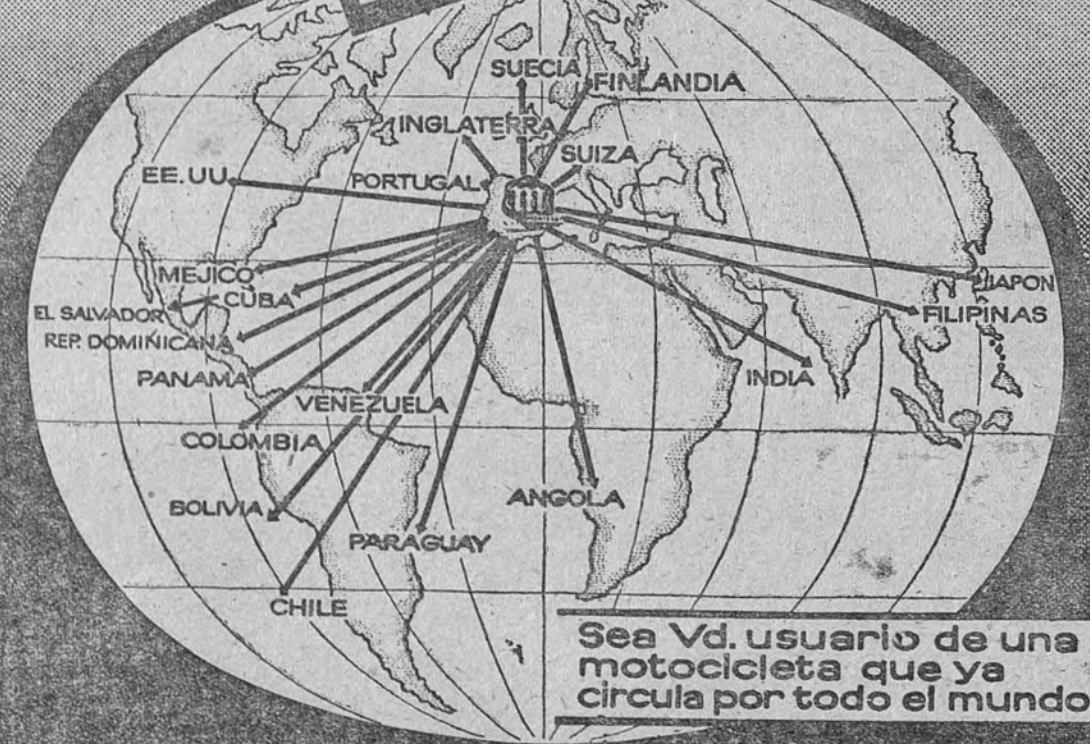 SUECIA
FINLANDIA
INGLATERRA
SUIZA
EE.UU
PORTUGAL
MEJICO
CUBA
JAPON
EL SALVADOR
FILIPINAS
REP. DOMINICANA
PANAMA
INDIA
VENEZUELA
COLOMBIA
ANGOLA
BOLIVIA
PARAGUAY
CHILE
Sea Vd. usuario de una
motocicleta que ya
circula por todo el mundo